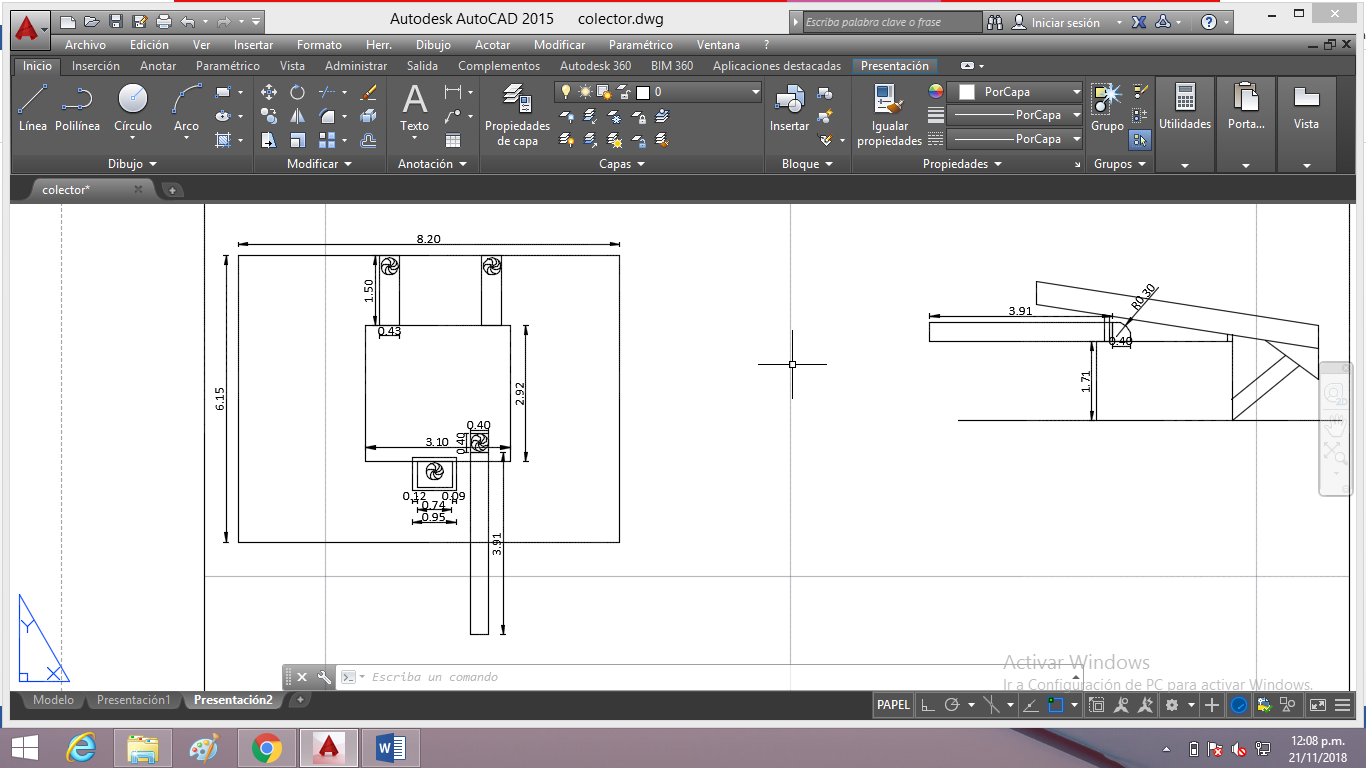 Autodesk AutoCAD 2015 colector.dwg
Escriba palabra clave o frase
Iniciar sesión
Archivo Edición Ver Insertar Formato Herr. Dibujo Acotar Modificar Paramétrico Ventana ?
Inicio Inserción Anotar Paramétrico Vista Administrar Salida Complementos Autodesk 360 BIM 360 Aplicaciones destacadas Presentación
Línea Polilínea Círculo Arco
Texto
Propiedades de capa
0
Insertar
Igualar propiedades
PorCapa
PorCapa
PorCapa
Grupo
Utilidades
Porta...
Vista
Dibujo Modificar Anotación Capas Bloque Propiedades Grupos
colector*
8.20
1.50
0.43
6.15
2.92
0.40
0.40
3.10
0.12 0.09
0.74
0.95
3.91
3.91
R0.30
0.40
1.71
2D
Y
X
Activar Windows
Ir a Configuración de PC para activar Windows.
Escriba un comando
Modelo Presentación1 Presentación2
PAPEL
12:08 p.m.
21/11/2018